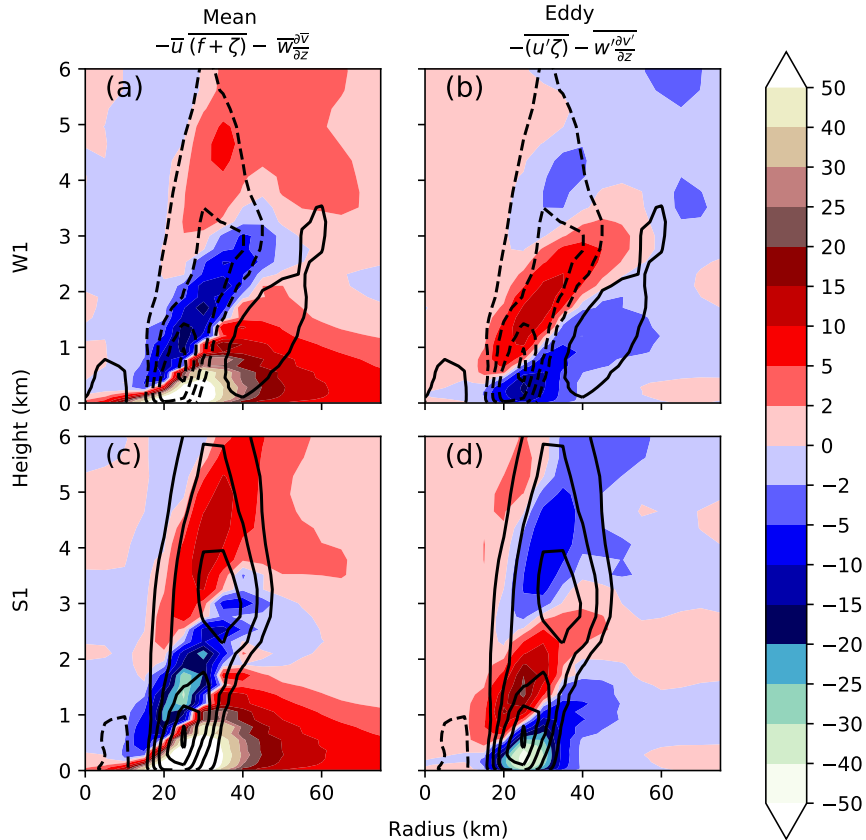 Mean
Eddy
$-\overline{u}\,\overline{(f+\zeta)} - \overline{w}\frac{\partial \overline{v}}{\partial z}$
$-\overline{(u'\zeta)} - \overline{w'\frac{\partial v'}{\partial z}}$
(a)
(b)
(c)
(d)
W1
S1
Height (km)
6
5
4
3
2
1
0
6
5
4
3
2
1
0
0 20 40 60
0 20 40 60
Radius (km)
50
40
30
25
20
15
10
5
2
0
−2
−5
−10
−15
−20
−25
−30
−40
−50